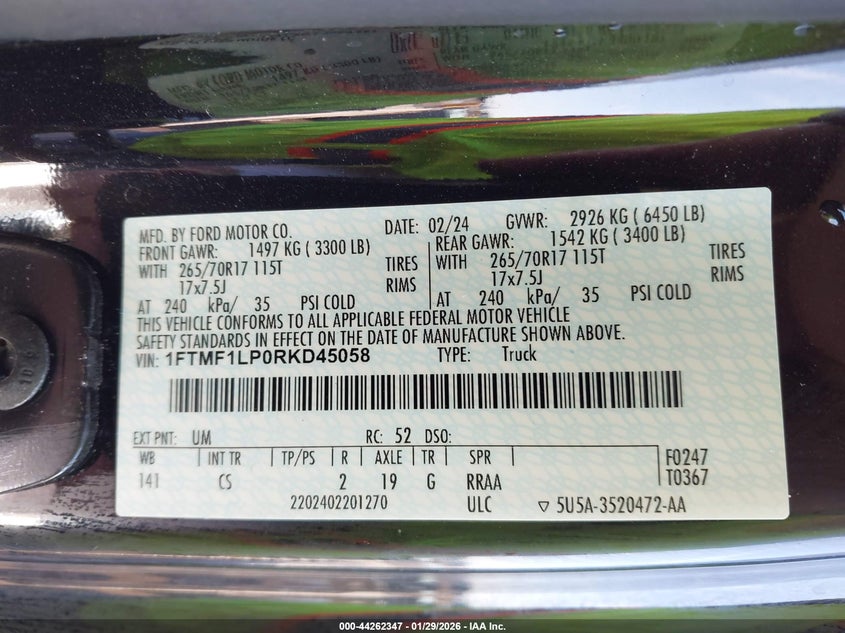 MFD. BY FORD MOTOR CO.
DATE: 02/24 GVWR: 2926 KG ( 6450 LB)
FRONT GAWR: 1497 KG ( 3300 LB)
WITH 265/70R17 115T TIRES
17x7.5J RIMS
AT 240 kPa/ 35 PSI COLD
REAR GAWR: 1542 KG ( 3400 LB)
WITH 265/70R17 115T TIRES
17x7.5J RIMS
AT 240 kPa/ 35 PSI COLD
THIS VEHICLE CONFORMS TO ALL APPLICABLE FEDERAL MOTOR VEHICLE
SAFETY STANDARDS IN EFFECT ON THE DATE OF MANUFACTURE SHOWN ABOVE.
VIN: 1FTMF1LP0RKD45058 TYPE: Truck
EXT PNT: UM RC: 52 DSO:
WB INT TR TP/PS R AXLE TR SPR
141 CS 2 19 G RRAA
F0247
T0367
2202402201270 ULC ▽ 5U5A-3520472-AA
000-44262347 - 01/29/2026 - IAA Inc.